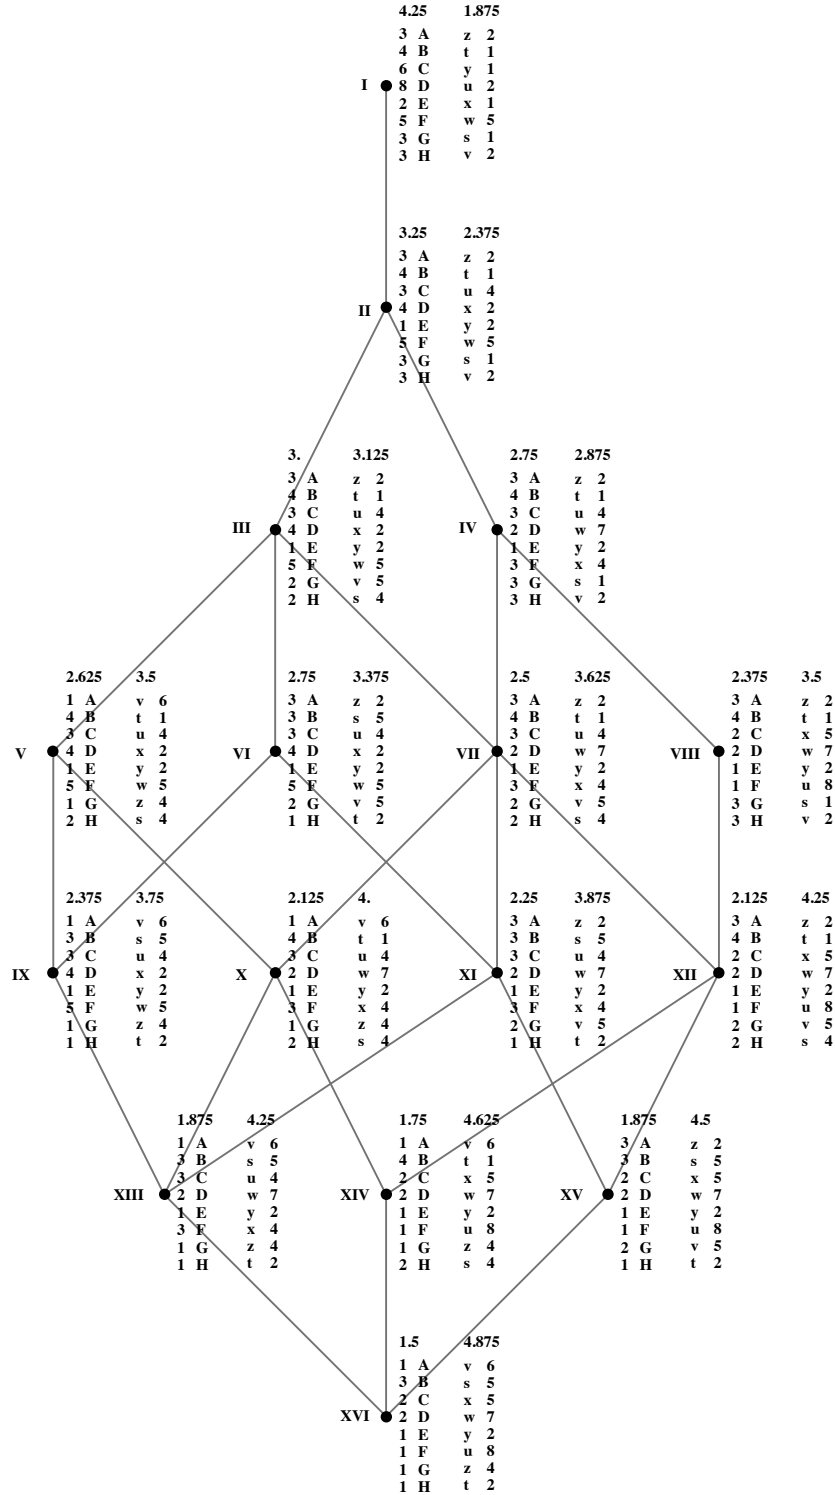 4.25 1.875
3 A z 2
4 B t 1
6 C y 1
I 8 D u 2
2 E x 1
5 F w 5
3 G s 1
3 H v 2
3.25 2.375
3 A z 2
4 B t 1
3 C u 4
II 4 D x 2
1 E y 2
5 F w 5
3 G s 1
3 H v 2
3. 3.125
3 A z 2
4 B t 1
3 C u 4
III 4 D x 2
1 E y 2
5 F w 5
2 G v 5
2 H s 4
2.75 2.875
3 A z 2
4 B t 1
3 C u 4
IV 2 D w 7
1 E y 2
3 F x 4
3 G s 1
3 H v 2
2.625 3.5
1 A v 6
4 B t 1
3 C u 4
V 4 D x 2
1 E y 2
5 F w 5
1 G z 4
2 H s 4
2.75 3.375
3 A z 2
3 B s 5
3 C u 4
VI 4 D x 2
1 E y 2
5 F w 5
2 G v 5
1 H t 2
2.5 3.625
3 A z 2
4 B t 1
3 C u 4
VII 2 D w 7
1 E y 2
3 F x 4
2 G v 5
2 H s 4
2.375 3.5
3 A z 2
4 B t 1
2 C x 5
VIII 2 D w 7
1 E y 2
1 F u 8
3 G s 1
3 H v 2
2.375 3.75
1 A v 6
3 B s 5
3 C u 4
IX 4 D x 2
1 E y 2
5 F w 5
1 G z 4
1 H t 2
2.125 4.
1 A v 6
4 B t 1
3 C u 4
X 2 D w 7
1 E y 2
3 F x 4
1 G z 4
2 H s 4
2.25 3.875
3 A z 2
3 B s 5
3 C u 4
XI 2 D w 7
1 E y 2
3 F x 4
2 G v 5
1 H t 2
2.125 4.25
3 A z 2
4 B t 1
2 C x 5
XII 2 D w 7
1 E y 2
1 F u 8
2 G v 5
2 H s 4
1.875 4.25
1 A v 6
3 B s 5
3 C u 4
XIII 2 D w 7
1 E y 2
3 F x 4
1 G z 4
1 H t 2
1.75 4.625
1 A v 6
4 B t 1
2 C x 5
XIV 2 D w 7
1 E y 2
1 F u 8
1 G z 4
2 H s 4
1.875 4.5
3 A z 2
3 B s 5
2 C x 5
XV 2 D w 7
1 E y 2
1 F u 8
2 G v 5
1 H t 2
1.5 4.875
1 A v 6
3 B s 5
2 C x 5
XVI 2 D w 7
1 E y 2
1 F u 8
1 G z 4
1 H t 2